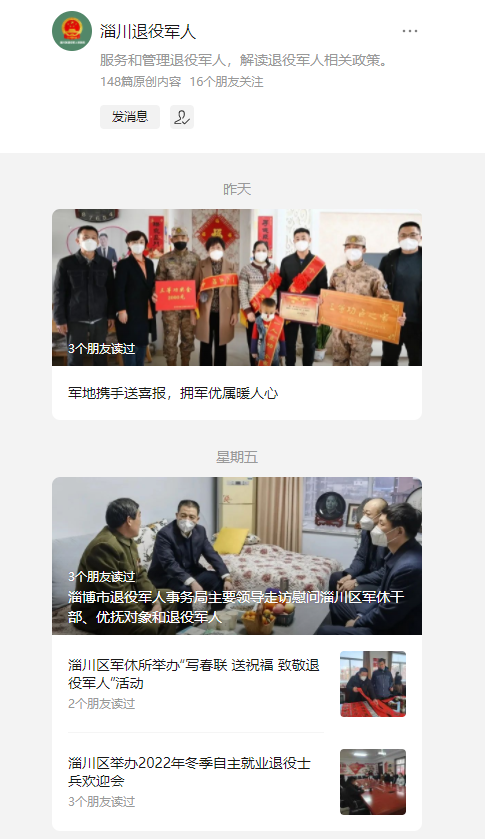 淄川退役军人
服务和管理退役军人，解读退役军人相关政策。
148篇原创内容 16个朋友关注
发消息
昨天
3个朋友读过
军地携手送喜报，拥军优属暖人心
星期五
3个朋友读过
淄博市退役军人事务局主要领导走访慰问淄川区军休干
部、优抚对象和退役军人
淄川区军休所举办“写春联 送祝福 致敬退
役军人”活动
2个朋友读过
淄川区举办2022年冬季自主就业退役士
兵欢迎会
3个朋友读过